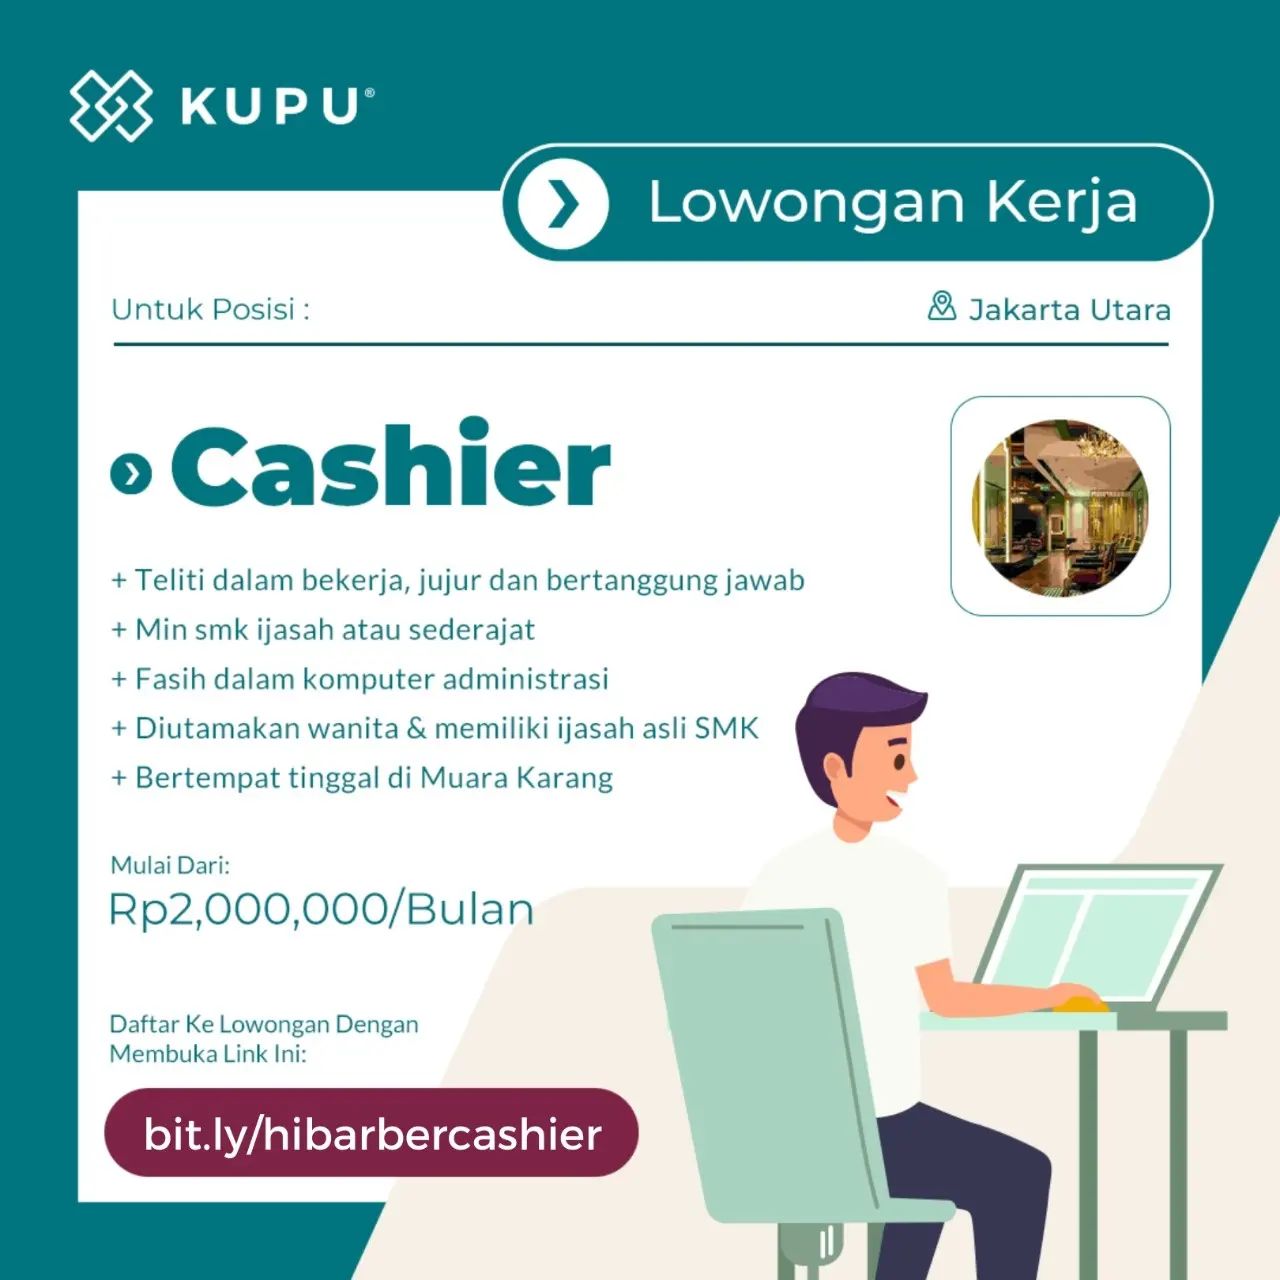 KUPU®
Lowongan Kerja
Untuk Posisi :
Jakarta Utara
Cashier
+ Teliti dalam bekerja, jujur dan bertanggung jawab
+ Min smk ijasah atau sederajat
+ Fasih dalam komputer administrasi
+ Diutamakan wanita & memiliki ijasah asli SMK
+ Bertempat tinggal di Muara Karang
Mulai Dari:
Rp2,000,000/Bulan
Daftar Ke Lowongan Dengan
Membuka Link Ini:
bit.ly/hibarbercashier